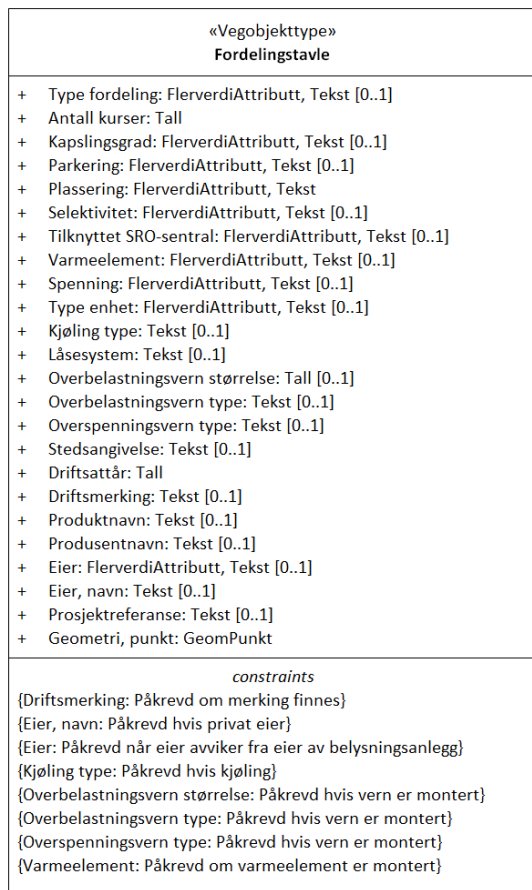 «Vegobjekttype»
Fordelingstavle
+ Type fordeling: FlerverdiAttributt, Tekst [0..1]
+ Antall kurser: Tall
+ Kapslingsgrad: FlerverdiAttributt, Tekst [0..1]
+ Parkering: FlerverdiAttributt, Tekst [0..1]
+ Plassering: FlerverdiAttributt, Tekst
+ Selektivitet: FlerverdiAttributt, Tekst [0..1]
+ Tilknyttet SRO-sentral: FlerverdiAttributt, Tekst [0..1]
+ Varmeelement: FlerverdiAttributt, Tekst [0..1]
+ Spenning: FlerverdiAttributt, Tekst [0..1]
+ Type enhet: FlerverdiAttributt, Tekst [0..1]
+ Kjøling type: Tekst [0..1]
+ Låsesystem: Tekst [0..1]
+ Overbelastningsvern størrelse: Tall [0..1]
+ Overbelastningsvern type: Tekst [0..1]
+ Overspenningsvern type: Tekst [0..1]
+ Stedsangivelse: Tekst [0..1]
+ Driftsattår: Tall
+ Driftsmerking: Tekst [0..1]
+ Produktnavn: Tekst [0..1]
+ Produsentnavn: Tekst [0..1]
+ Eier: FlerverdiAttributt, Tekst [0..1]
+ Eier, navn: Tekst [0..1]
+ Prosjektreferanse: Tekst [0..1]
+ Geometri, punkt: GeomPunkt
constraints
{Driftsmerking: Påkrevd om merking finnes}
{Eier, navn: Påkrevd hvis privat eier}
{Eier: Påkrevd når eier avviker fra eier av belysningsanlegg}
{Kjøling type: Påkrevd hvis kjøling}
{Overbelastningsvern størrelse: Påkrevd hvis vern er montert}
{Overbelastningsvern type: Påkrevd hvis vern er montert}
{Overspenningsvern type: Påkrevd hvis vern er montert}
{Varmeelement: Påkrevd om varmeelement er montert}